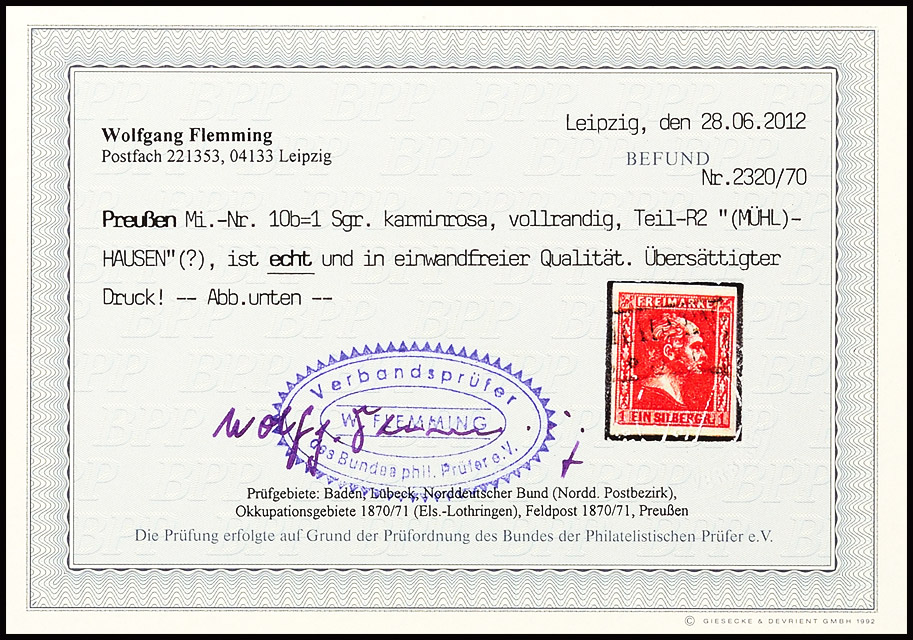 Wolfgang Flemming
Postfach 221353, 04133 Leipzig
Leipzig, den 28.06.2012
BEFUND
Nr.2320/70
Preußen Mi.-Nr. 10b=1 Sgr. karminrosa, vollrandig, Teil-R2 "(MÜHL)-
HAUSEN"(?), ist echt und in einwandfreier Qualität. Übersättigter
Druck! -- Abb.unten --
FREIMARKE
1 EIN SILBERGR. 1
Verbandsprüfer
W. FLEMMING
des Bundes phil. Prüfer e.V.
Prüfgebiete: Baden, Lübeck, Norddeutscher Bund (Nordd. Postbezirk),
Okkupationsgebiete 1870/71 (Els.-Lothringen), Feldpost 1870/71, Preußen
Die Prüfung erfolgte auf Grund der Prüfordnung des Bundes der Philatelistischen Prüfer e.V.
© GIESECKE & DEVRIENT GMBH 1992